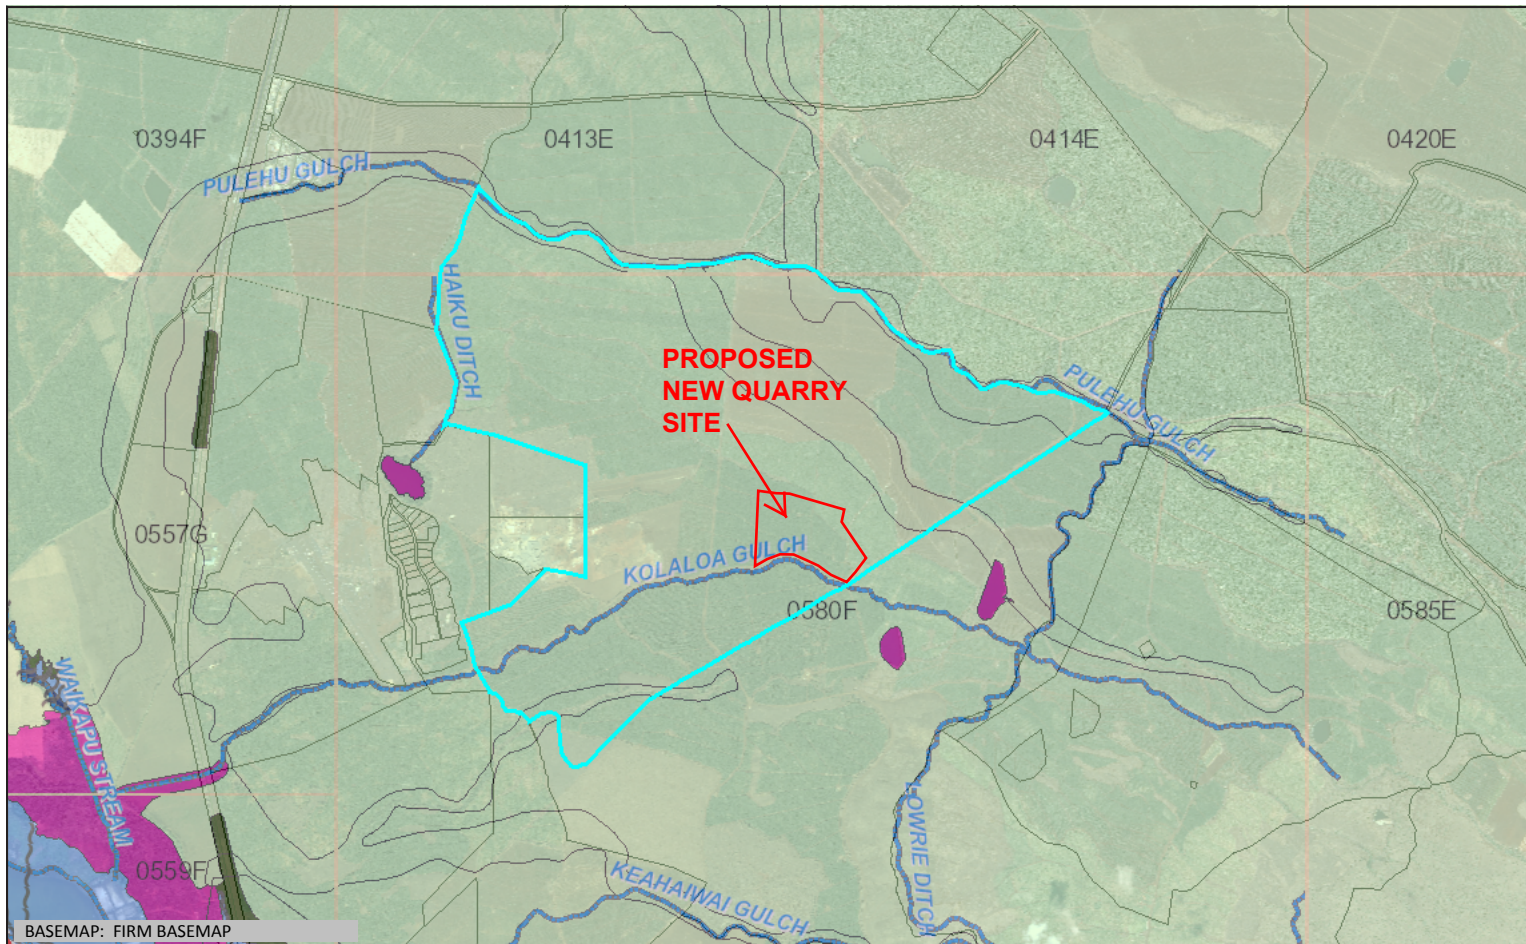 0394F
0413E
0414E
0420E
PULEHU GULCH
HAIKU DITCH
PROPOSED
NEW QUARRY
SITE
PULEHU GULCH
0557G
KOLALOA GULCH
0580F
0585E
WAIKAPU STREAM
LOWRIE DITCH
0559F
KEAHAIWAI GULCH
BASEMAP: FIRM BASEMAP